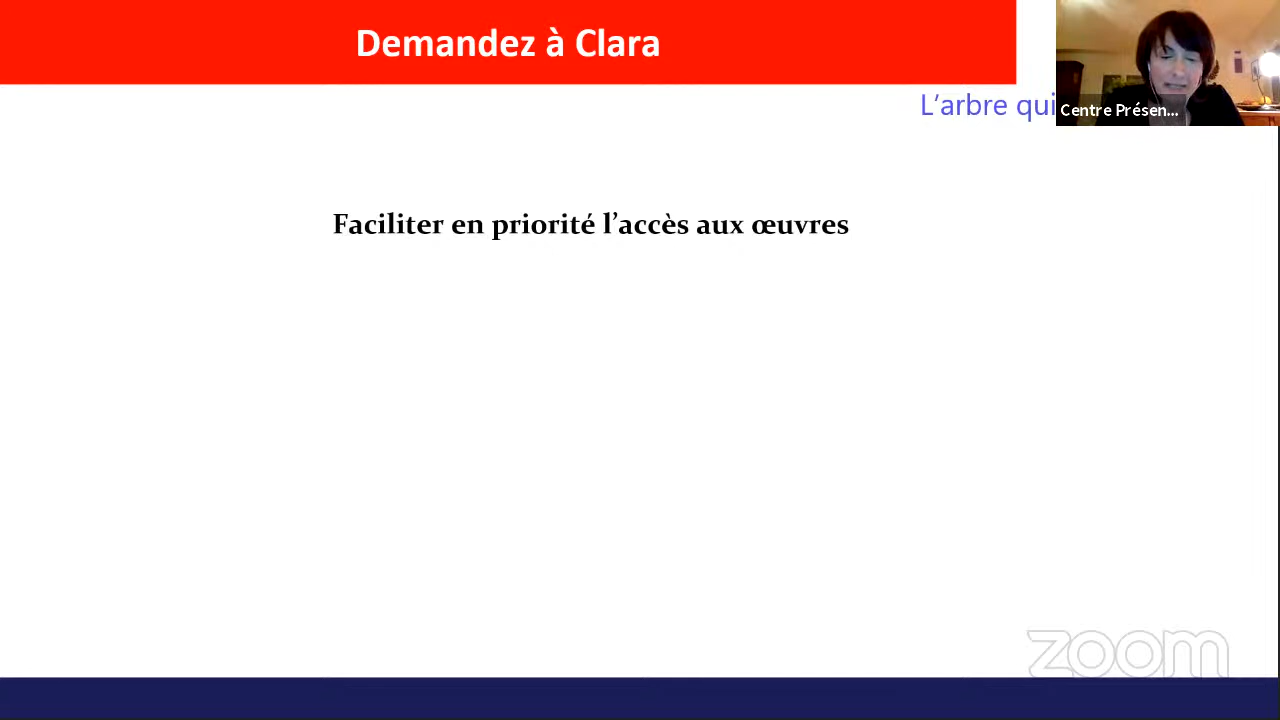 Demandez à Clara
L'arbre qui
Centre Présen...
Faciliter en priorité l’accès aux œuvres
zoom